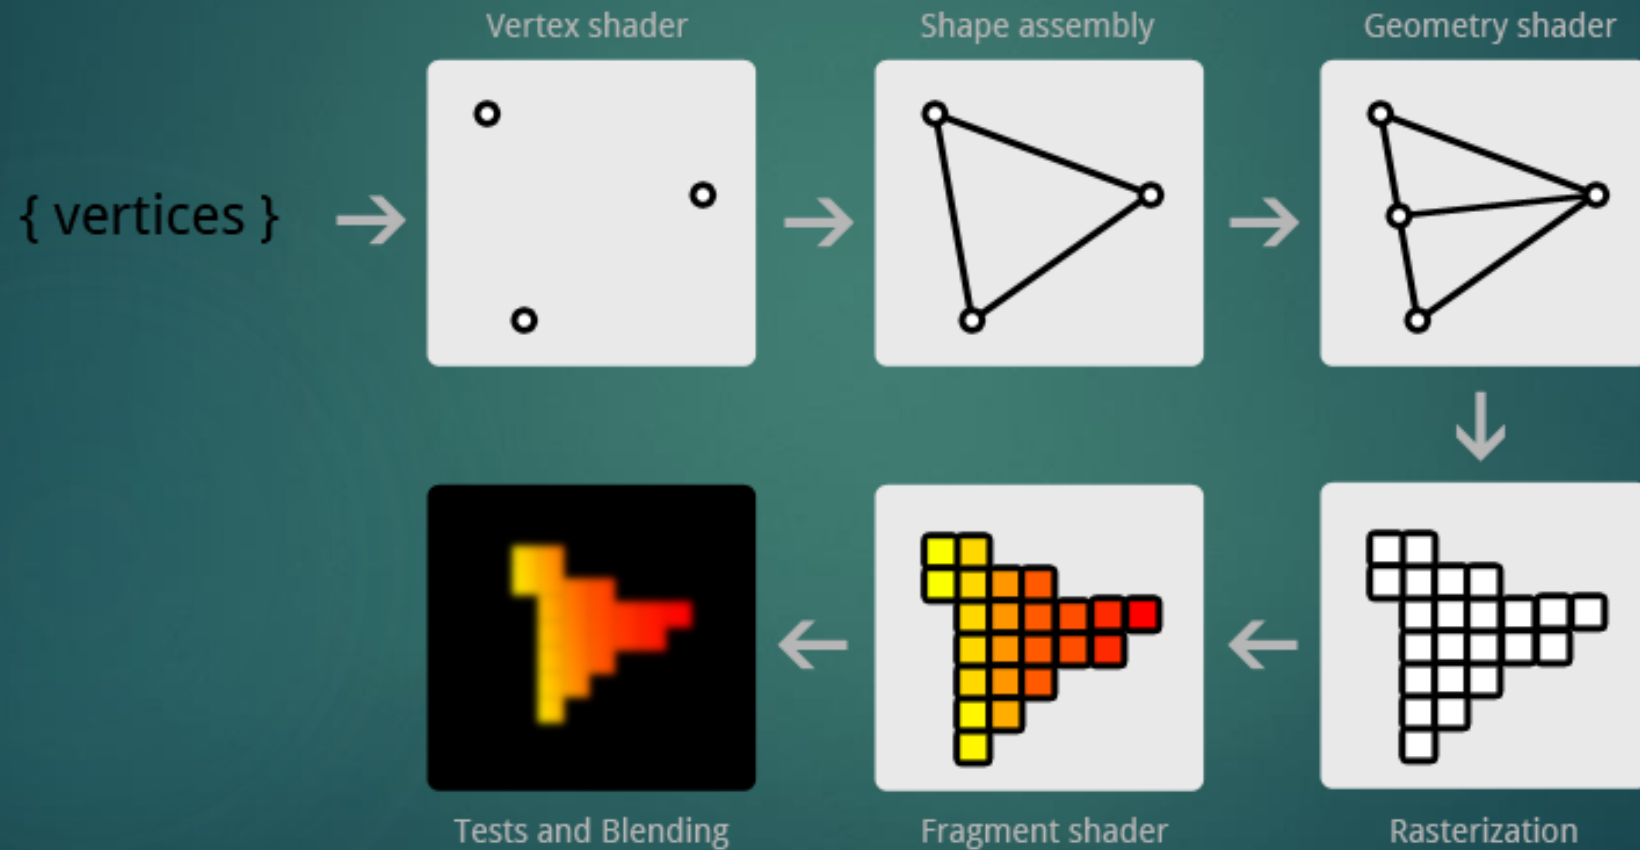 Vertex shader
Shape assembly
Geometry shader
{ vertices }
Tests and Blending
Fragment shader
Rasterization